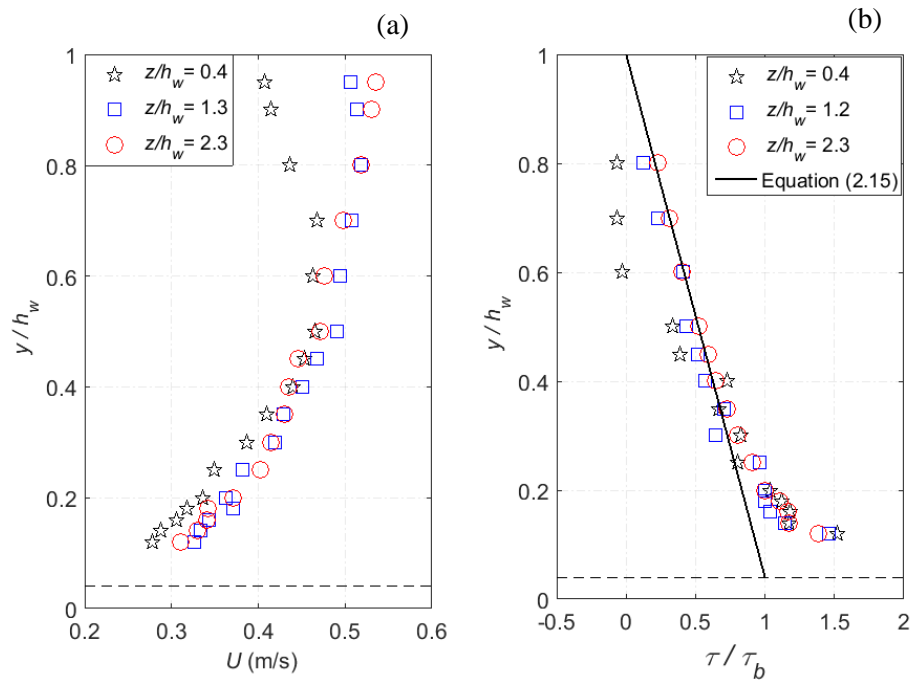 (a)
z/h_w= 0.4
z/h_w= 1.3
z/h_w= 2.3
1
0.8
0.6
0.4
0.2
0
y / h_w
0.2
0.3
0.4
0.5
0.6
U (m/s)
(b)
z/h_w= 0.4
z/h_w= 1.2
z/h_w= 2.3
Equation (2.15)
1
0.8
0.6
0.4
0.2
0
y / h_w
-0.5
0
0.5
1
1.5
2
τ / τ_b